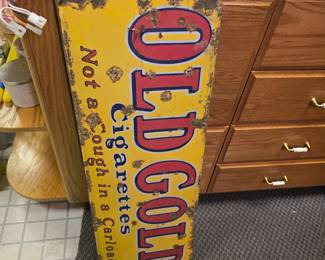 OLD GOLD
Cigarettes
Not a Cough in a Carload